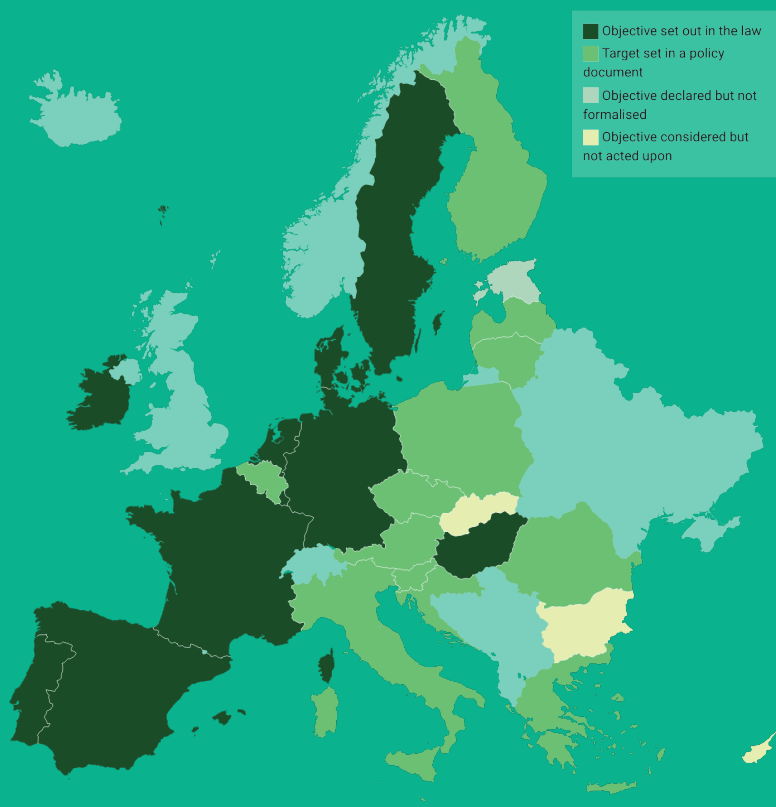 Objective set out in the law
Target set in a policy
document
Objective declared but not
formalised
Objective considered but
not acted upon